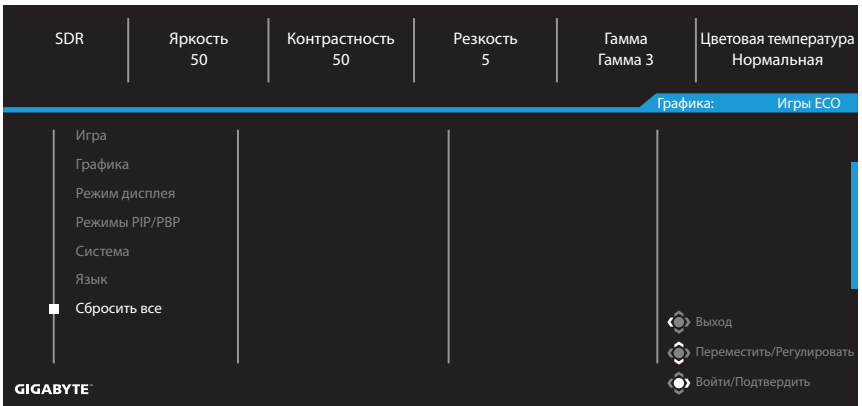 SDR Яркость Контрастность Резкость Гамма Цветовая температура
50 50 5 Гамма 3 Нормальная
Графика: Игры ECO
Игра
Графика
Режим дисплея
Режимы PIP/PBP
Система
Язык
Сбросить все
Выход
Переместить/Регулировать
Войти/Подтвердить
GIGABYTE™